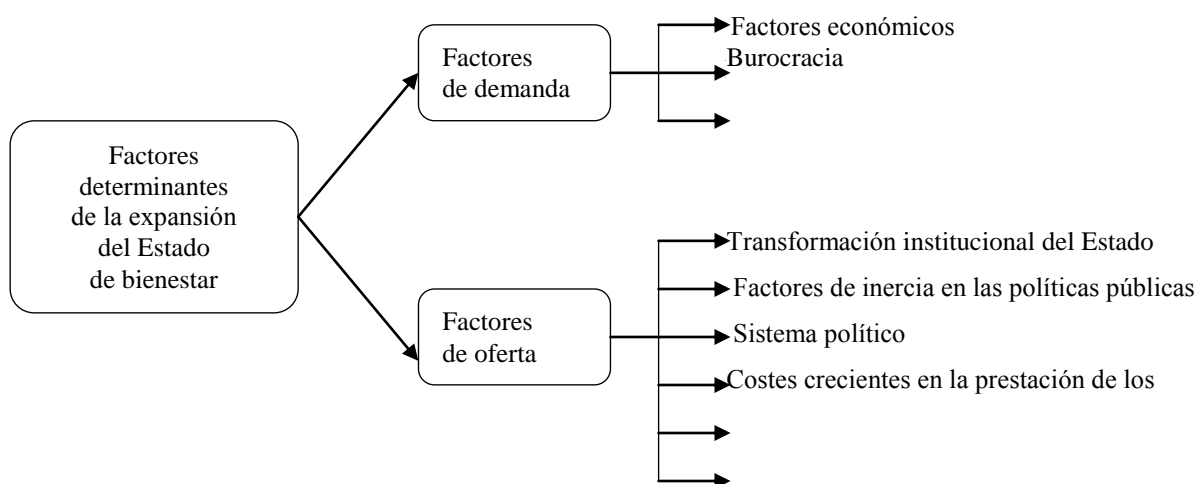 Factores
determinantes
de la expansión
del Estado
de bienestar
Factores
de demanda
Factores económicos
Burocracia
Factores
de oferta
Transformación institucional del Estado
Factores de inercia en las políticas públicas
Sistema político
Costes crecientes en la prestación de los